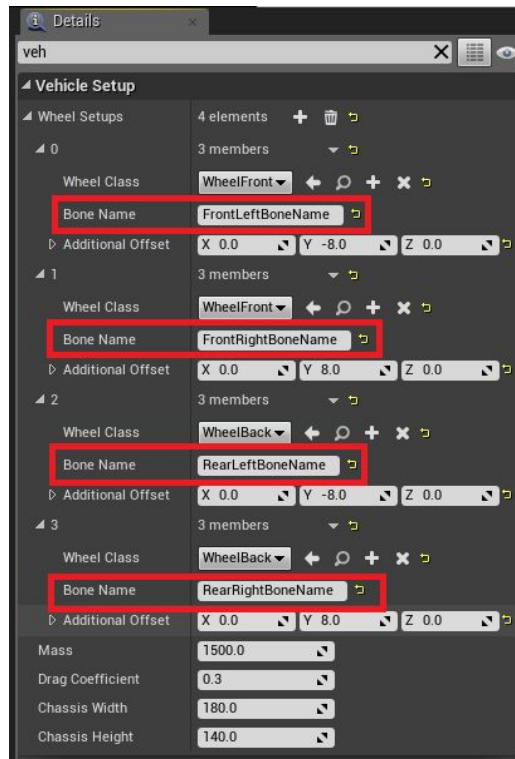 Details
veh
Vehicle Setup
Wheel Setups 4 elements
0 3 members
Wheel Class WheelFront
Bone Name FrontLeftBoneName
Additional Offset X 0.0 Y -8.0 Z 0.0
1 3 members
Wheel Class WheelFront
Bone Name FrontRightBoneName
Additional Offset X 0.0 Y 8.0 Z 0.0
2 3 members
Wheel Class WheelBack
Bone Name RearLeftBoneName
Additional Offset X 0.0 Y -8.0 Z 0.0
3 3 members
Wheel Class WheelBack
Bone Name RearRightBoneName
Additional Offset X 0.0 Y 8.0 Z 0.0
Mass 1500.0
Drag Coefficient 0.3
Chassis Width 180.0
Chassis Height 140.0